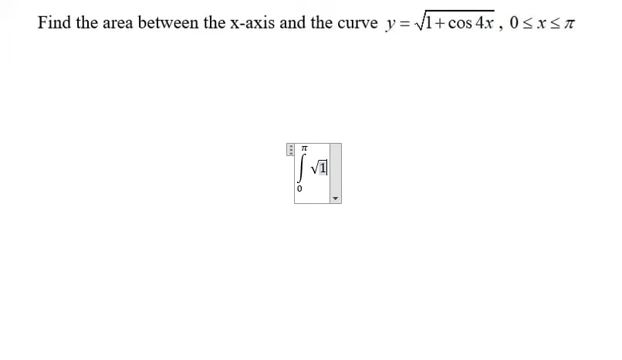 Find the area between the x-axis and the curve y = √(1 + cos 4x) , 0 ≤ x ≤ π
∫₀^π √1